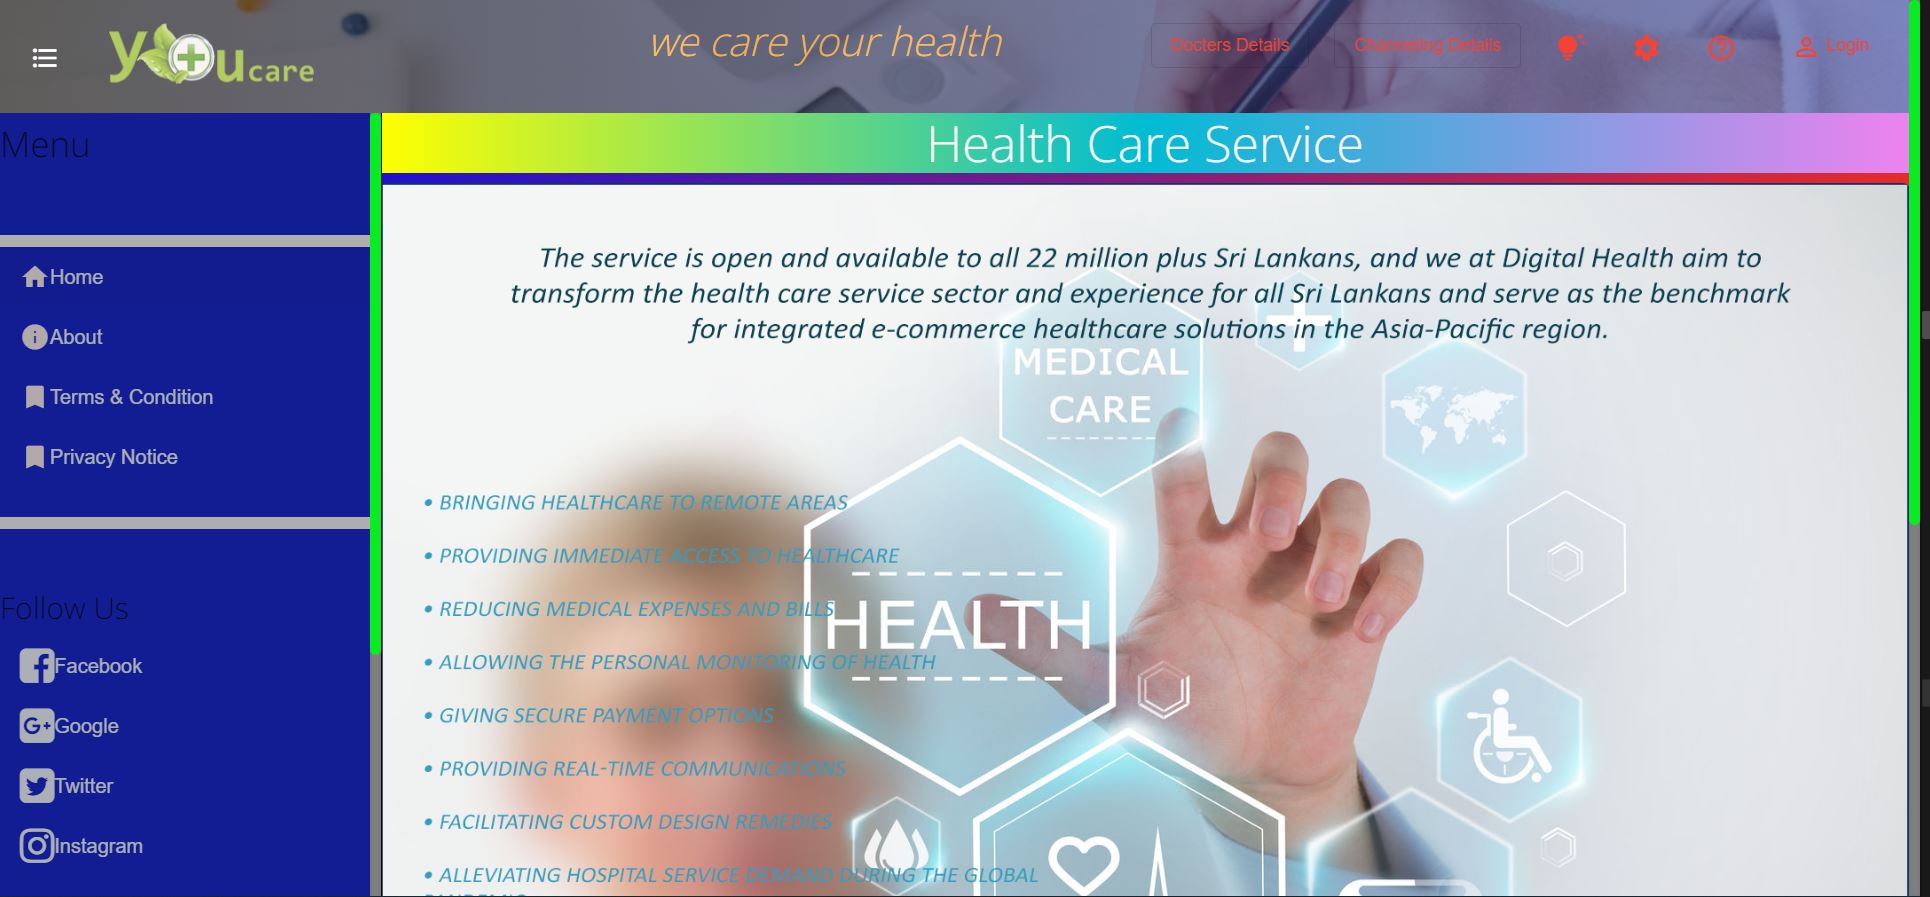 youcare
we care your health
Docters Details
Channeling Details
Login
Menu
Home
About
Terms & Condition
Privacy Notice
Follow Us
Facebook
Google
Twitter
Instagram
Health Care Service
The service is open and available to all 22 million plus Sri Lankans, and we at Digital Health aim to
transform the health care service sector and experience for all Sri Lankans and serve as the benchmark
for integrated e-commerce healthcare solutions in the Asia-Pacific region.
MEDICAL
CARE
• BRINGING HEALTHCARE TO REMOTE AREAS
• PROVIDING IMMEDIATE ACCESS TO HEALTHCARE
• REDUCING MEDICAL EXPENSES AND BILLS
HEALTH
• ALLOWING THE PERSONAL MONITORING OF HEALTH
• GIVING SECURE PAYMENT OPTIONS
• PROVIDING REAL-TIME COMMUNICATIONS
• FACILITATING CUSTOM DESIGN REMEDIES
• ALLEVIATING HOSPITAL SERVICE DEMAND DURING THE GLOBAL